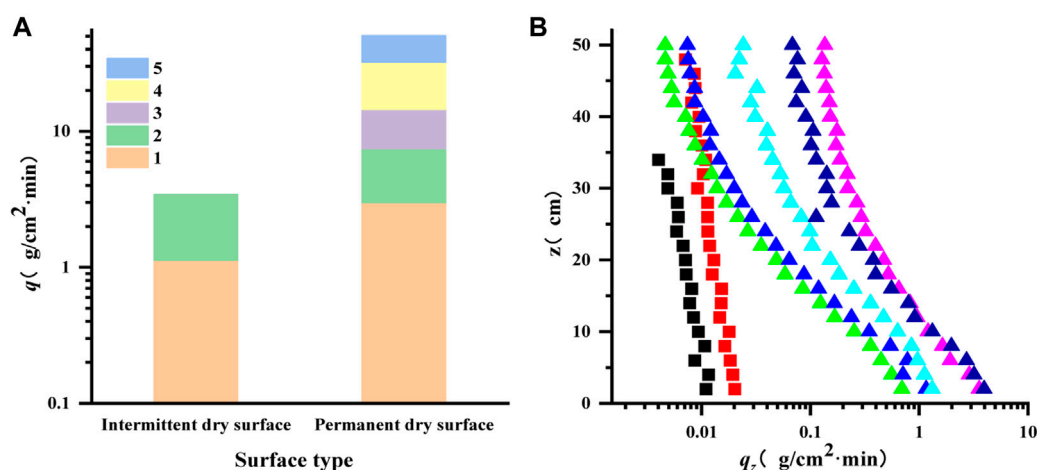 A
5
4
3
2
1
10
1
0.1
q( g/cm²·min)
Intermittent dry surface
Permanent dry surface
Surface type
B
50
40
30
20
10
0
z( cm)
0.01
0.1
1
10
q_z( g/cm²·min)